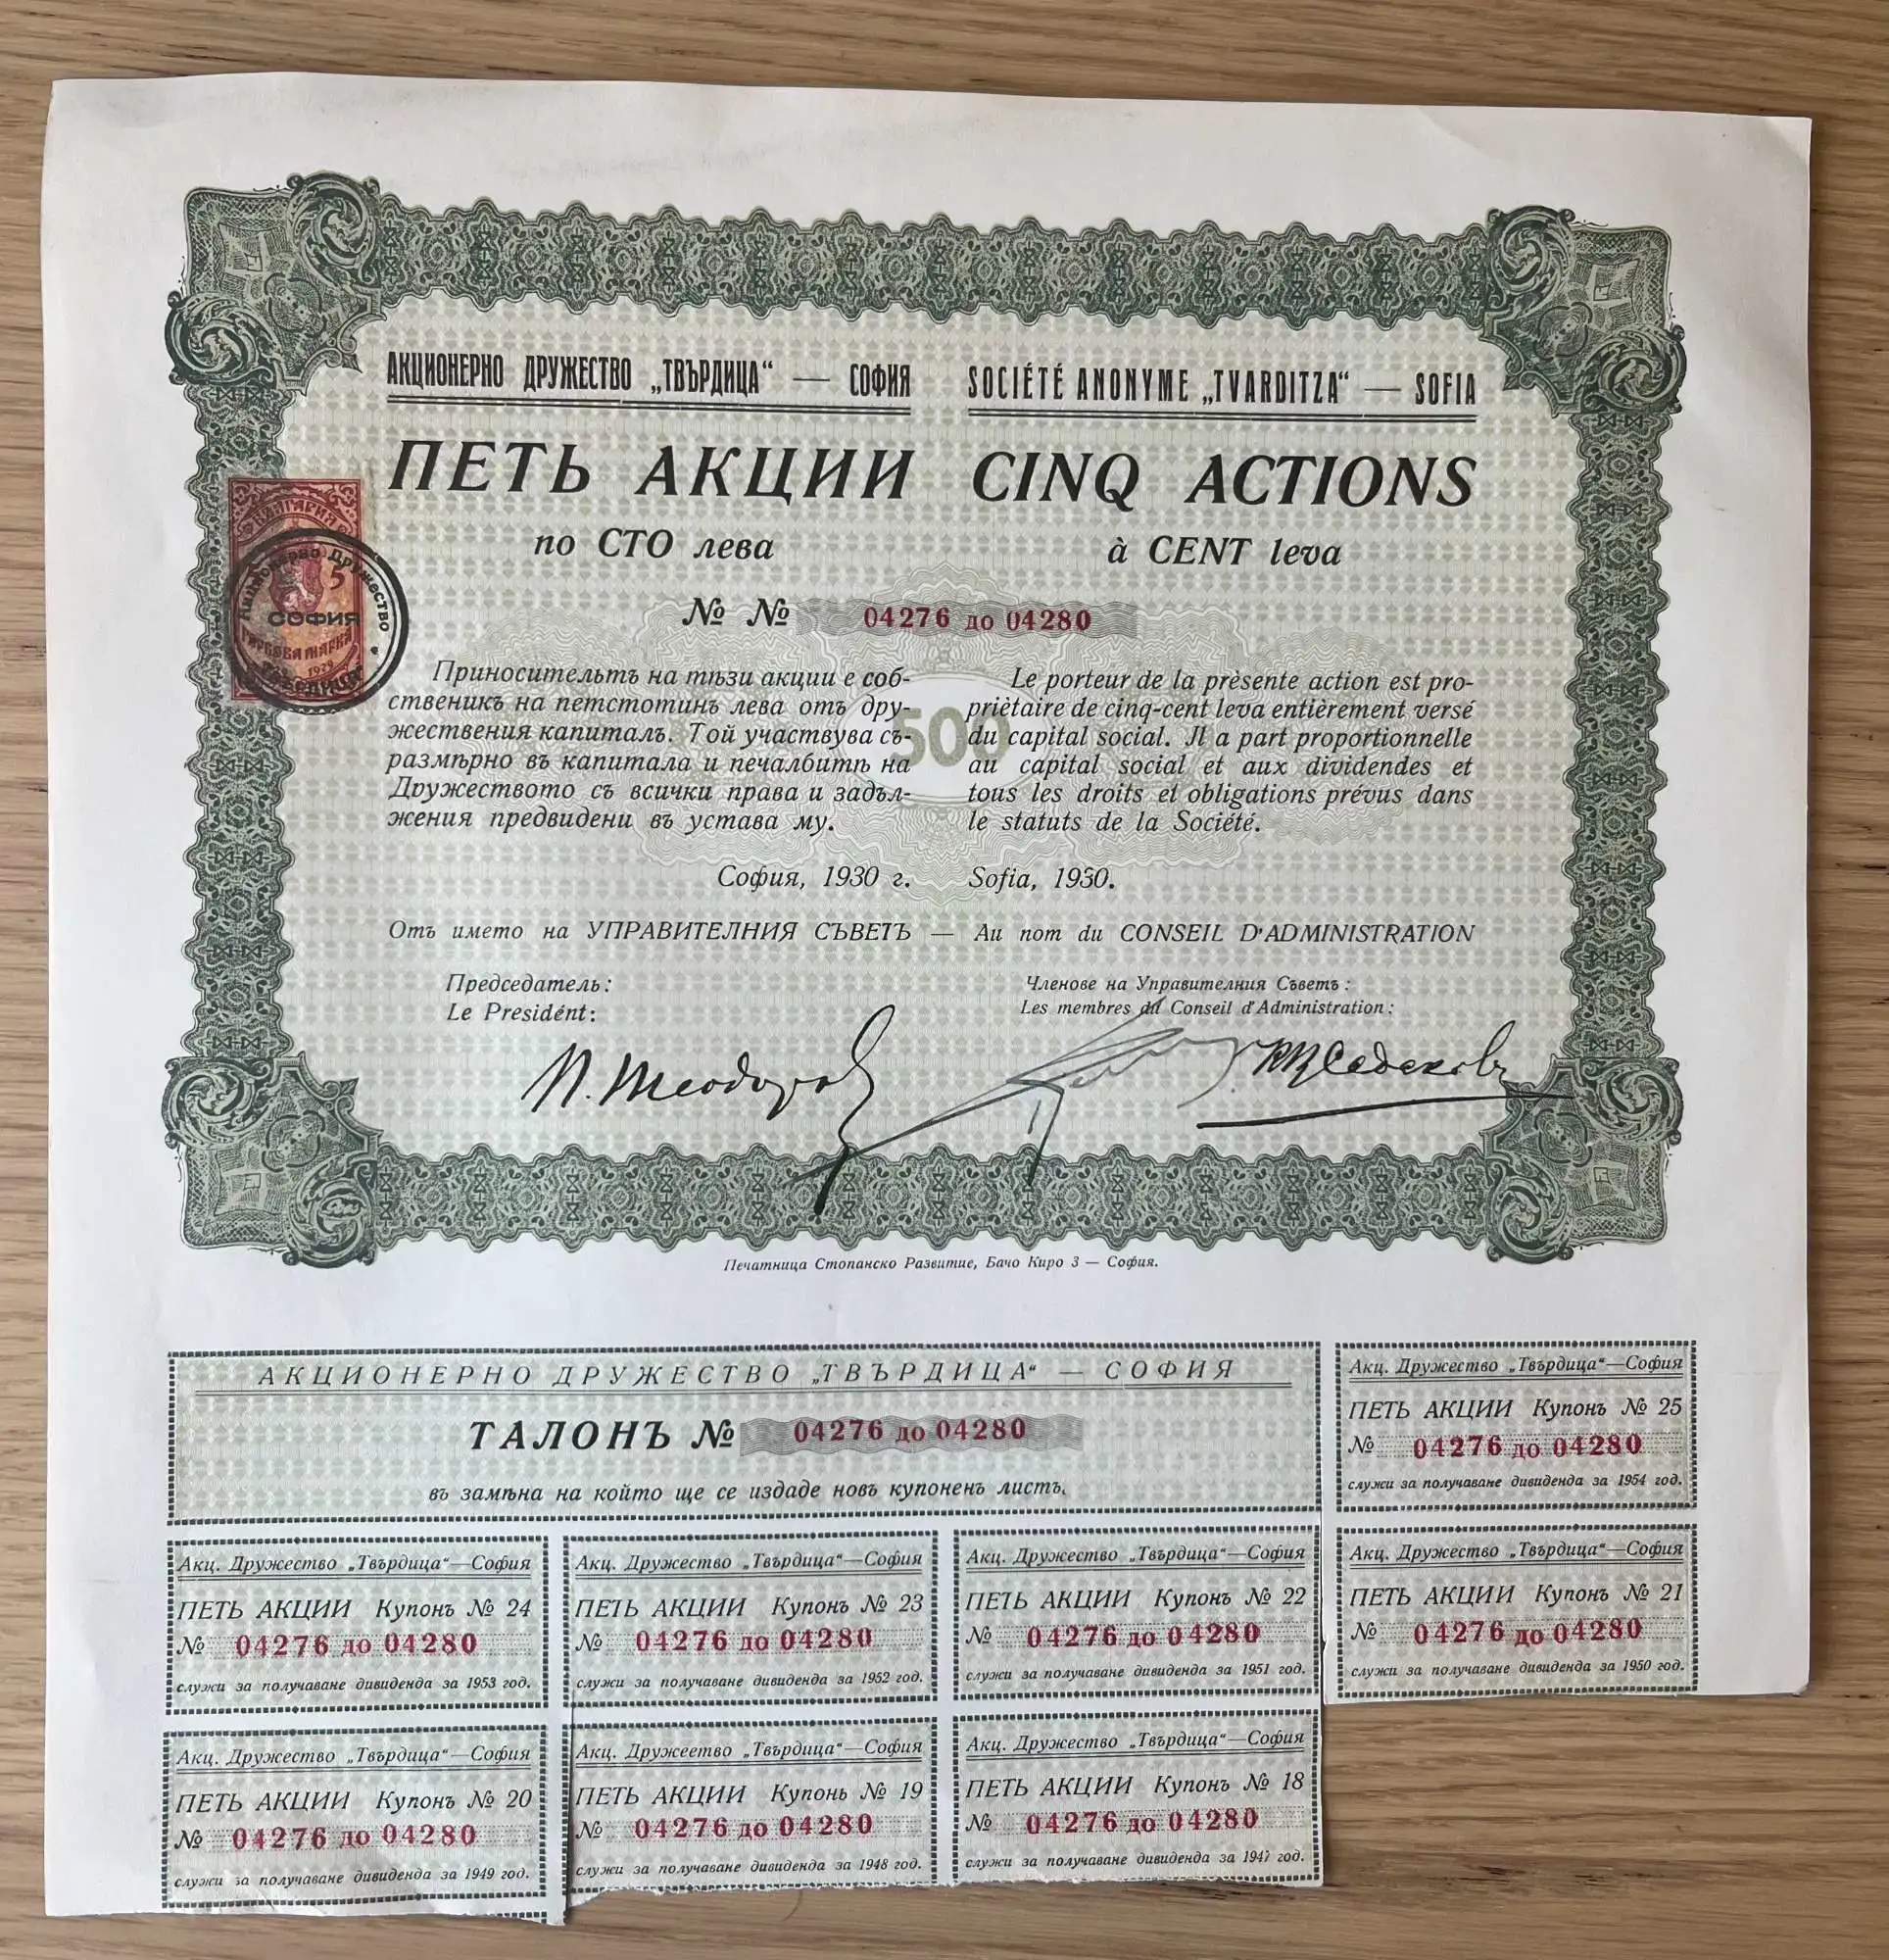 АКЦИОНЕРНО ДРУЖЕСТВО „ТВЪРДИЦА“ — СОФИЯ
ПЕТЬ АКЦИИ
по СТО лева
SOCIÉTÉ ANONYME „TVARDITZA“ — SOFIA
CINQ ACTIONS
à CENT leva
№ № 04276 до 04280
БЪЛГАРИЯ
5
ГЕРБОВА МАРКА
1929
Акционерно Дружество
СОФИЯ
„ТВЪРДИЦА“
500
Приносительтъ на тѣзи акции е соб-
ственикъ на петстотинъ лева отъ дру-
жествения капиталъ. Той участвува съ-
размѣрно въ капитала и печалбитѣ на
Дружеството съ всички права и задъл-
жения предвидени въ устава му.
София, 1930 г.
Le porteur de la prèsente action est pro-
priètaire de cinq-cent leva entièrement versé
du capital social. Il a part proportionnelle
au capital social et aux dividendes et
tous les droits et obligations prévus dans
le statuts de la Société.
Sofia, 1930.
Отъ името на УПРАВИТЕЛНИЯ СЪВЕТЪ — Au nom du CONSEIL D'ADMINISTRATION
Председатель:
Le Presidént:
Членове на Управителния Съветъ:
Les membres du Conseil d'Administration:
Печатница Стопанско Развитие, Бачо Киро 3 — София.
АКЦИОНЕРНО ДРУЖЕСТВО „ТВЪРДИЦА“ — СОФИЯ
ТАЛОНЪ № 04276 до 04280
въ замѣна на който ще се издаде новъ купоненъ листъ.
Акц. Дружество „Твърдица“—София
ПЕТЬ АКЦИИ Купонъ № 25
№ 04276 до 04280
служи за получаване дивиденда за 1954 год.
Акц. Дружество „Твърдица“—София
ПЕТЬ АКЦИИ Купонъ № 24
№ 04276 до 04280
служи за получаване дивиденда за 1953 год.
Акц. Дружество „Твърдица“—София
ПЕТЬ АКЦИИ Купонъ № 23
№ 04276 до 04280
служи за получаване дивиденда за 1952 год.
Акц. Дружество „Твърдица“—София
ПЕТЬ АКЦИИ Купонъ № 22
№ 04276 до 04280
служи за получаване дивиденда за 1951 год.
Акц. Дружество „Твърдица“—София
ПЕТЬ АКЦИИ Купонъ № 21
№ 04276 до 04280
служи за получаване дивиденда за 1950 год.
Акц. Дружество „Твърдица“—София
ПЕТЬ АКЦИИ Купонъ № 20
№ 04276 до 04280
служи за получаване дивиденда за 1949 год.
Акц. Дружеетво „Твърдица“—София
ПЕТЬ АКЦИИ Купонъ № 19
№ 04276 до 04280
служи за получаване дивиденда за 1948 год.
Акц. Дружество „Твърдица“—София
ПЕТЬ АКЦИИ Купонъ № 18
№ 04276 до 04280
служи за получаване дивиденда за 1947 год.